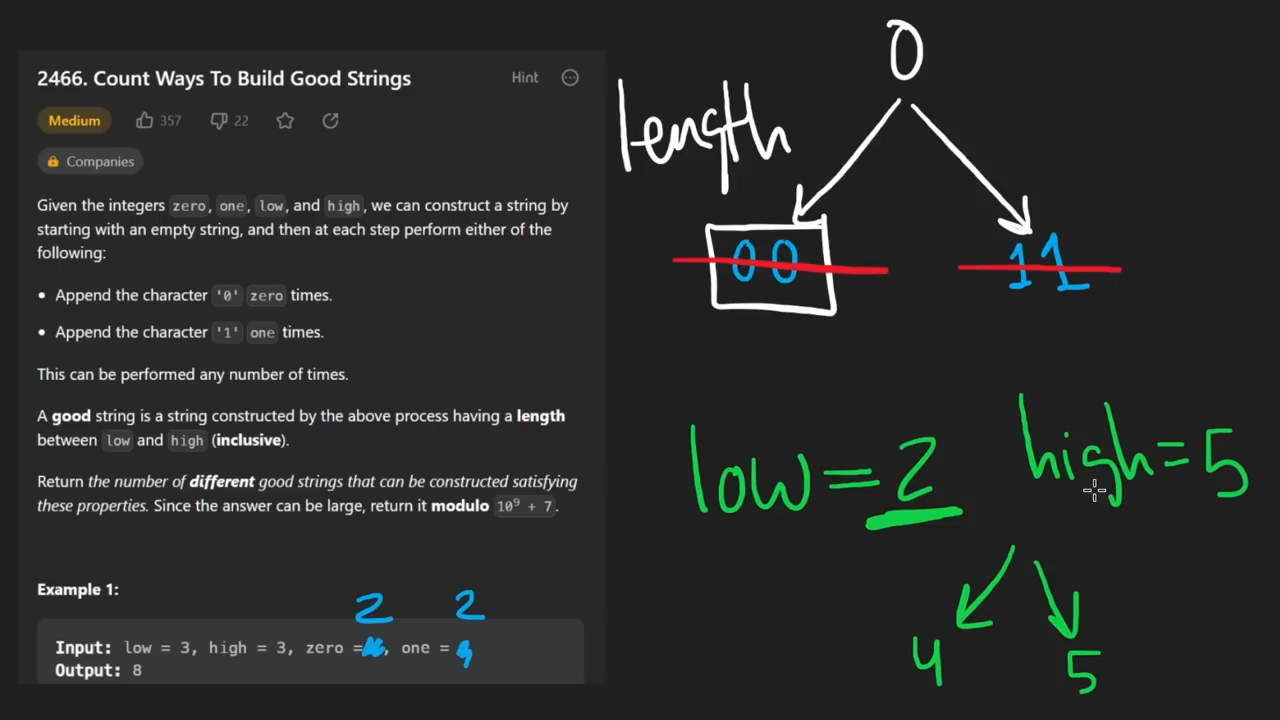 2466. Count Ways To Build Good Strings
Hint
Medium
357
22
Companies
Given the integers zero, one, low, and high, we can construct a string by
starting with an empty string, and then at each step perform either of the
following:
• Append the character '0' zero times.
• Append the character '1' one times.
This can be performed any number of times.
A good string is a string constructed by the above process having a length
between low and high (inclusive).
Return the number of different good strings that can be constructed satisfying
these properties. Since the answer can be large, return it modulo 10⁹ + 7.
Example 1:
2 2
Input: low = 3, high = 3, zero = , one =
Output: 8
0
length
00 11
low = 2 high = 5
4 5